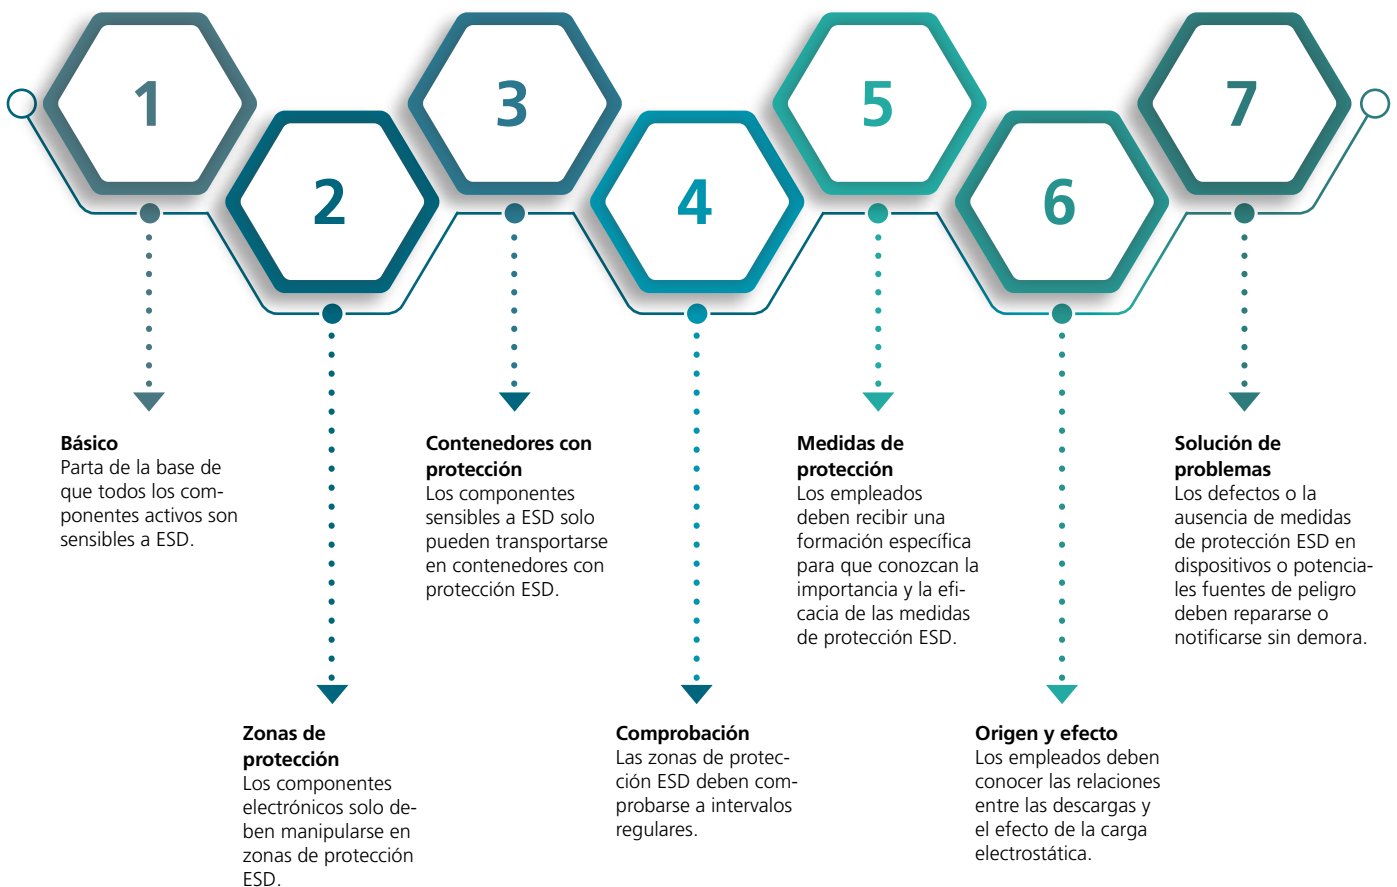 1
2
3
4
5
6
7
Básico
Parta de la base de
que todos los com-
ponentes activos son
sensibles a ESD.
Zonas de
protección
Los componentes
electrónicos solo de-
ben manipularse en
zonas de protección
ESD.
Contenedores con
protección
Los componentes
sensibles a ESD solo
pueden transportarse
en contenedores con
protección ESD.
Comprobación
Las zonas de protec-
ción ESD deben com-
probarse a intervalos
regulares.
Medidas de
protección
Los empleados
deben recibir una
formación específica
para que conozcan la
importancia y la efi-
cacia de las medidas
de protección ESD.
Origen y efecto
Los empleados deben
conocer las relaciones
entre las descargas y
el efecto de la carga
electrostática.
Solución de
problemas
Los defectos o la
ausencia de medidas
de protección ESD en
dispositivos o potencia-
les fuentes de peligro
deben repararse o
notificarse sin demora.